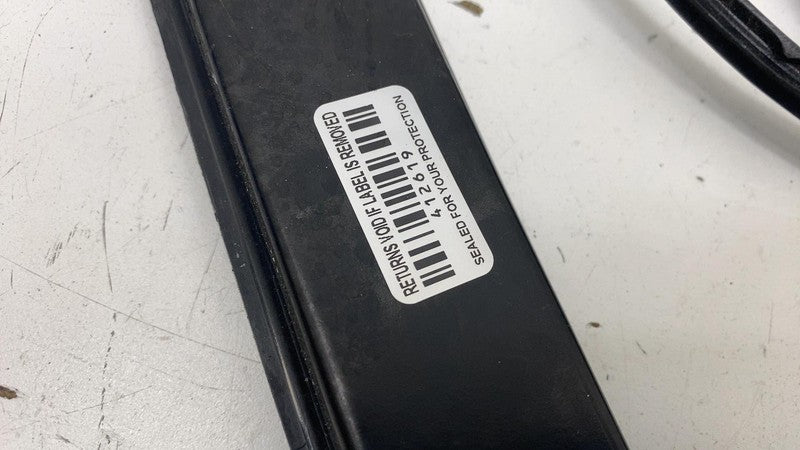 RETURNS VOID IF LABEL IS REMOVED
412619
SEALED FOR YOUR PROTECTION